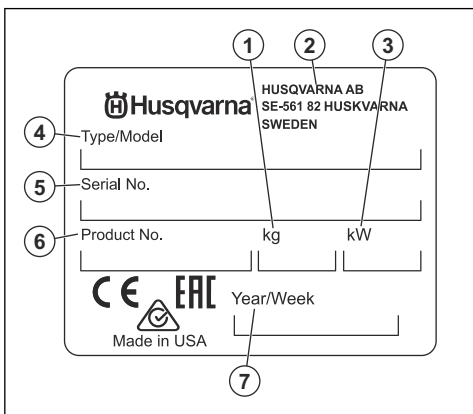 1 2 3
Husqvarna
HUSQVARNA AB
SE-561 82 HUSKVARNA
SWEDEN
4 Type/Model
5 Serial No.
6 Product No. kg kW
CE EAC Year/Week
Made in USA
7